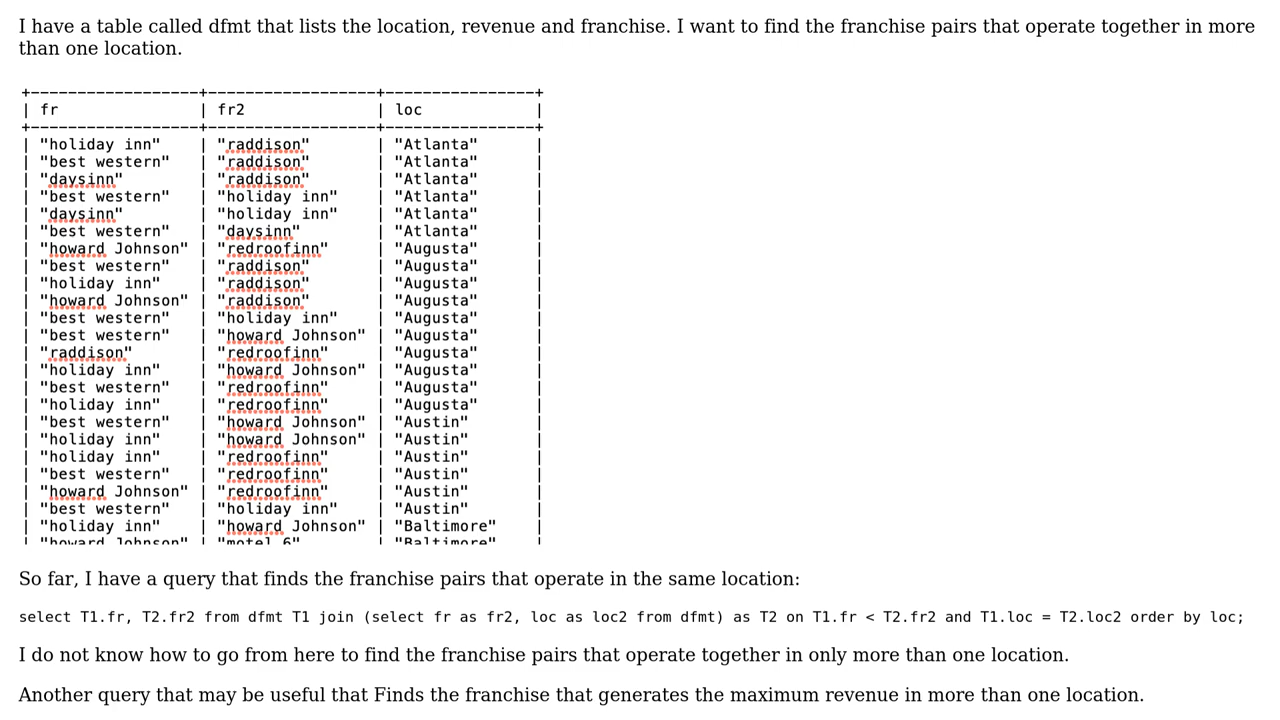 I have a table called dfmt that lists the location, revenue and franchise. I want to find the franchise pairs that operate together in more
than one location.
+------------------+------------------+---------------+
| fr | fr2 | loc |
+------------------+------------------+---------------+
| "holiday inn" | "raddison" | "Atlanta" |
| "best western" | "raddison" | "Atlanta" |
| "daysinn" | "raddison" | "Atlanta" |
| "best western" | "holiday inn" | "Atlanta" |
| "daysinn" | "holiday inn" | "Atlanta" |
| "best western" | "daysinn" | "Atlanta" |
| "howard Johnson" | "redroofinn" | "Augusta" |
| "best western" | "raddison" | "Augusta" |
| "holiday inn" | "raddison" | "Augusta" |
| "howard Johnson" | "raddison" | "Augusta" |
| "best western" | "holiday inn" | "Augusta" |
| "best western" | "howard Johnson" | "Augusta" |
| "raddison" | "redroofinn" | "Augusta" |
| "holiday inn" | "howard Johnson" | "Augusta" |
| "best western" | "redroofinn" | "Augusta" |
| "holiday inn" | "redroofinn" | "Augusta" |
| "best western" | "howard Johnson" | "Austin" |
| "holiday inn" | "howard Johnson" | "Austin" |
| "holiday inn" | "redroofinn" | "Austin" |
| "best western" | "redroofinn" | "Austin" |
| "howard Johnson" | "redroofinn" | "Austin" |
| "best western" | "holiday inn" | "Austin" |
| "holiday inn" | "howard Johnson" | "Baltimore" |
| "howard Johnson" | "motel 6" | "Baltimore" |
So far, I have a query that finds the franchise pairs that operate in the same location:
select T1.fr, T2.fr2 from dfmt T1 join (select fr as fr2, loc as loc2 from dfmt) as T2 on T1.fr < T2.fr2 and T1.loc = T2.loc2 order by loc;
I do not know how to go from here to find the franchise pairs that operate together in only more than one location.
Another query that may be useful that Finds the franchise that generates the maximum revenue in more than one location.